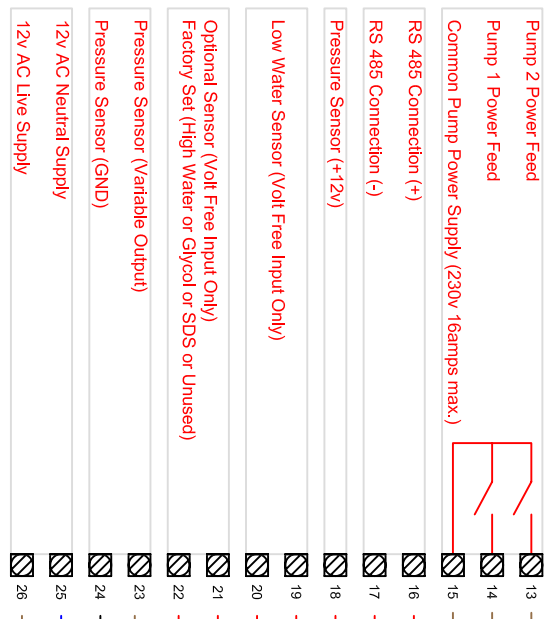 Pump 2 Power Feed
Pump 1 Power Feed
Common Pump Power Supply (230v 16amps max.)
RS 485 Connection (+)
RS 485 Connection (-)
Pressure Sensor (+12v)
Low Water Sensor (Volt Free Input Only)
Optional Sensor (Volt Free Input Only)
Factory Set (High Water or Glycol or SDS or Unused)
Pressure Sensor (Variable Output)
Pressure Sensor (GND)
12v AC Neutral Supply
12v AC Live Supply
13
14
15
16
17
18
19
20
21
22
23
24
25
26